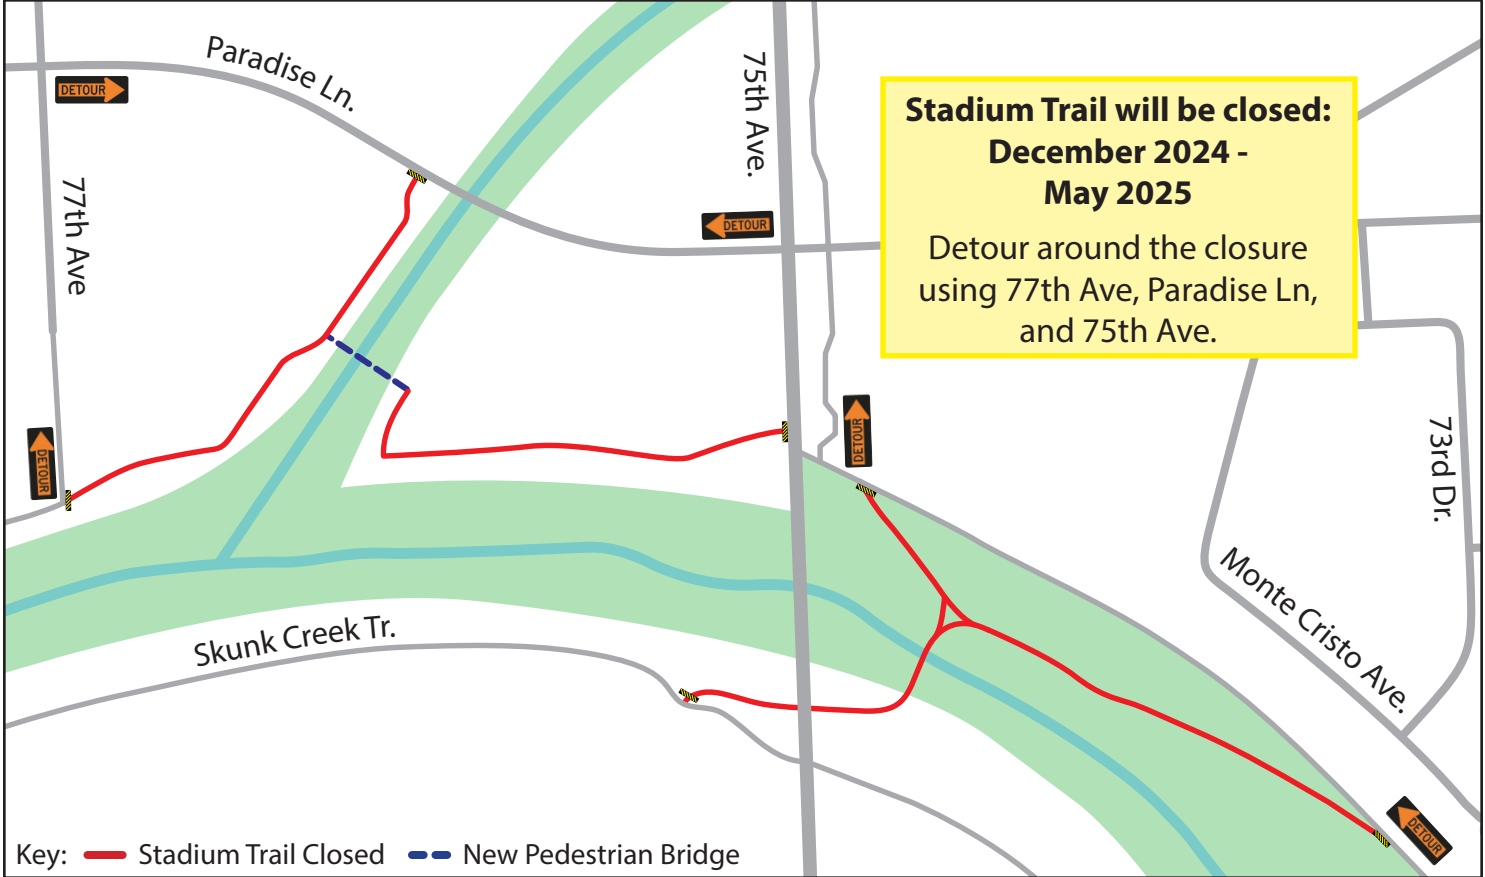 Paradise Ln.
75th Ave.
DETOUR
77th Ave
DETOUR
Stadium Trail will be closed:
December 2024 -
May 2025
Detour around the closure
using 77th Ave, Paradise Ln,
and 75th Ave.
DETOUR
DETOUR
73rd Dr.
Monte Cristo Ave.
Skunk Creek Tr.
DETOUR
Key: Stadium Trail Closed New Pedestrian Bridge